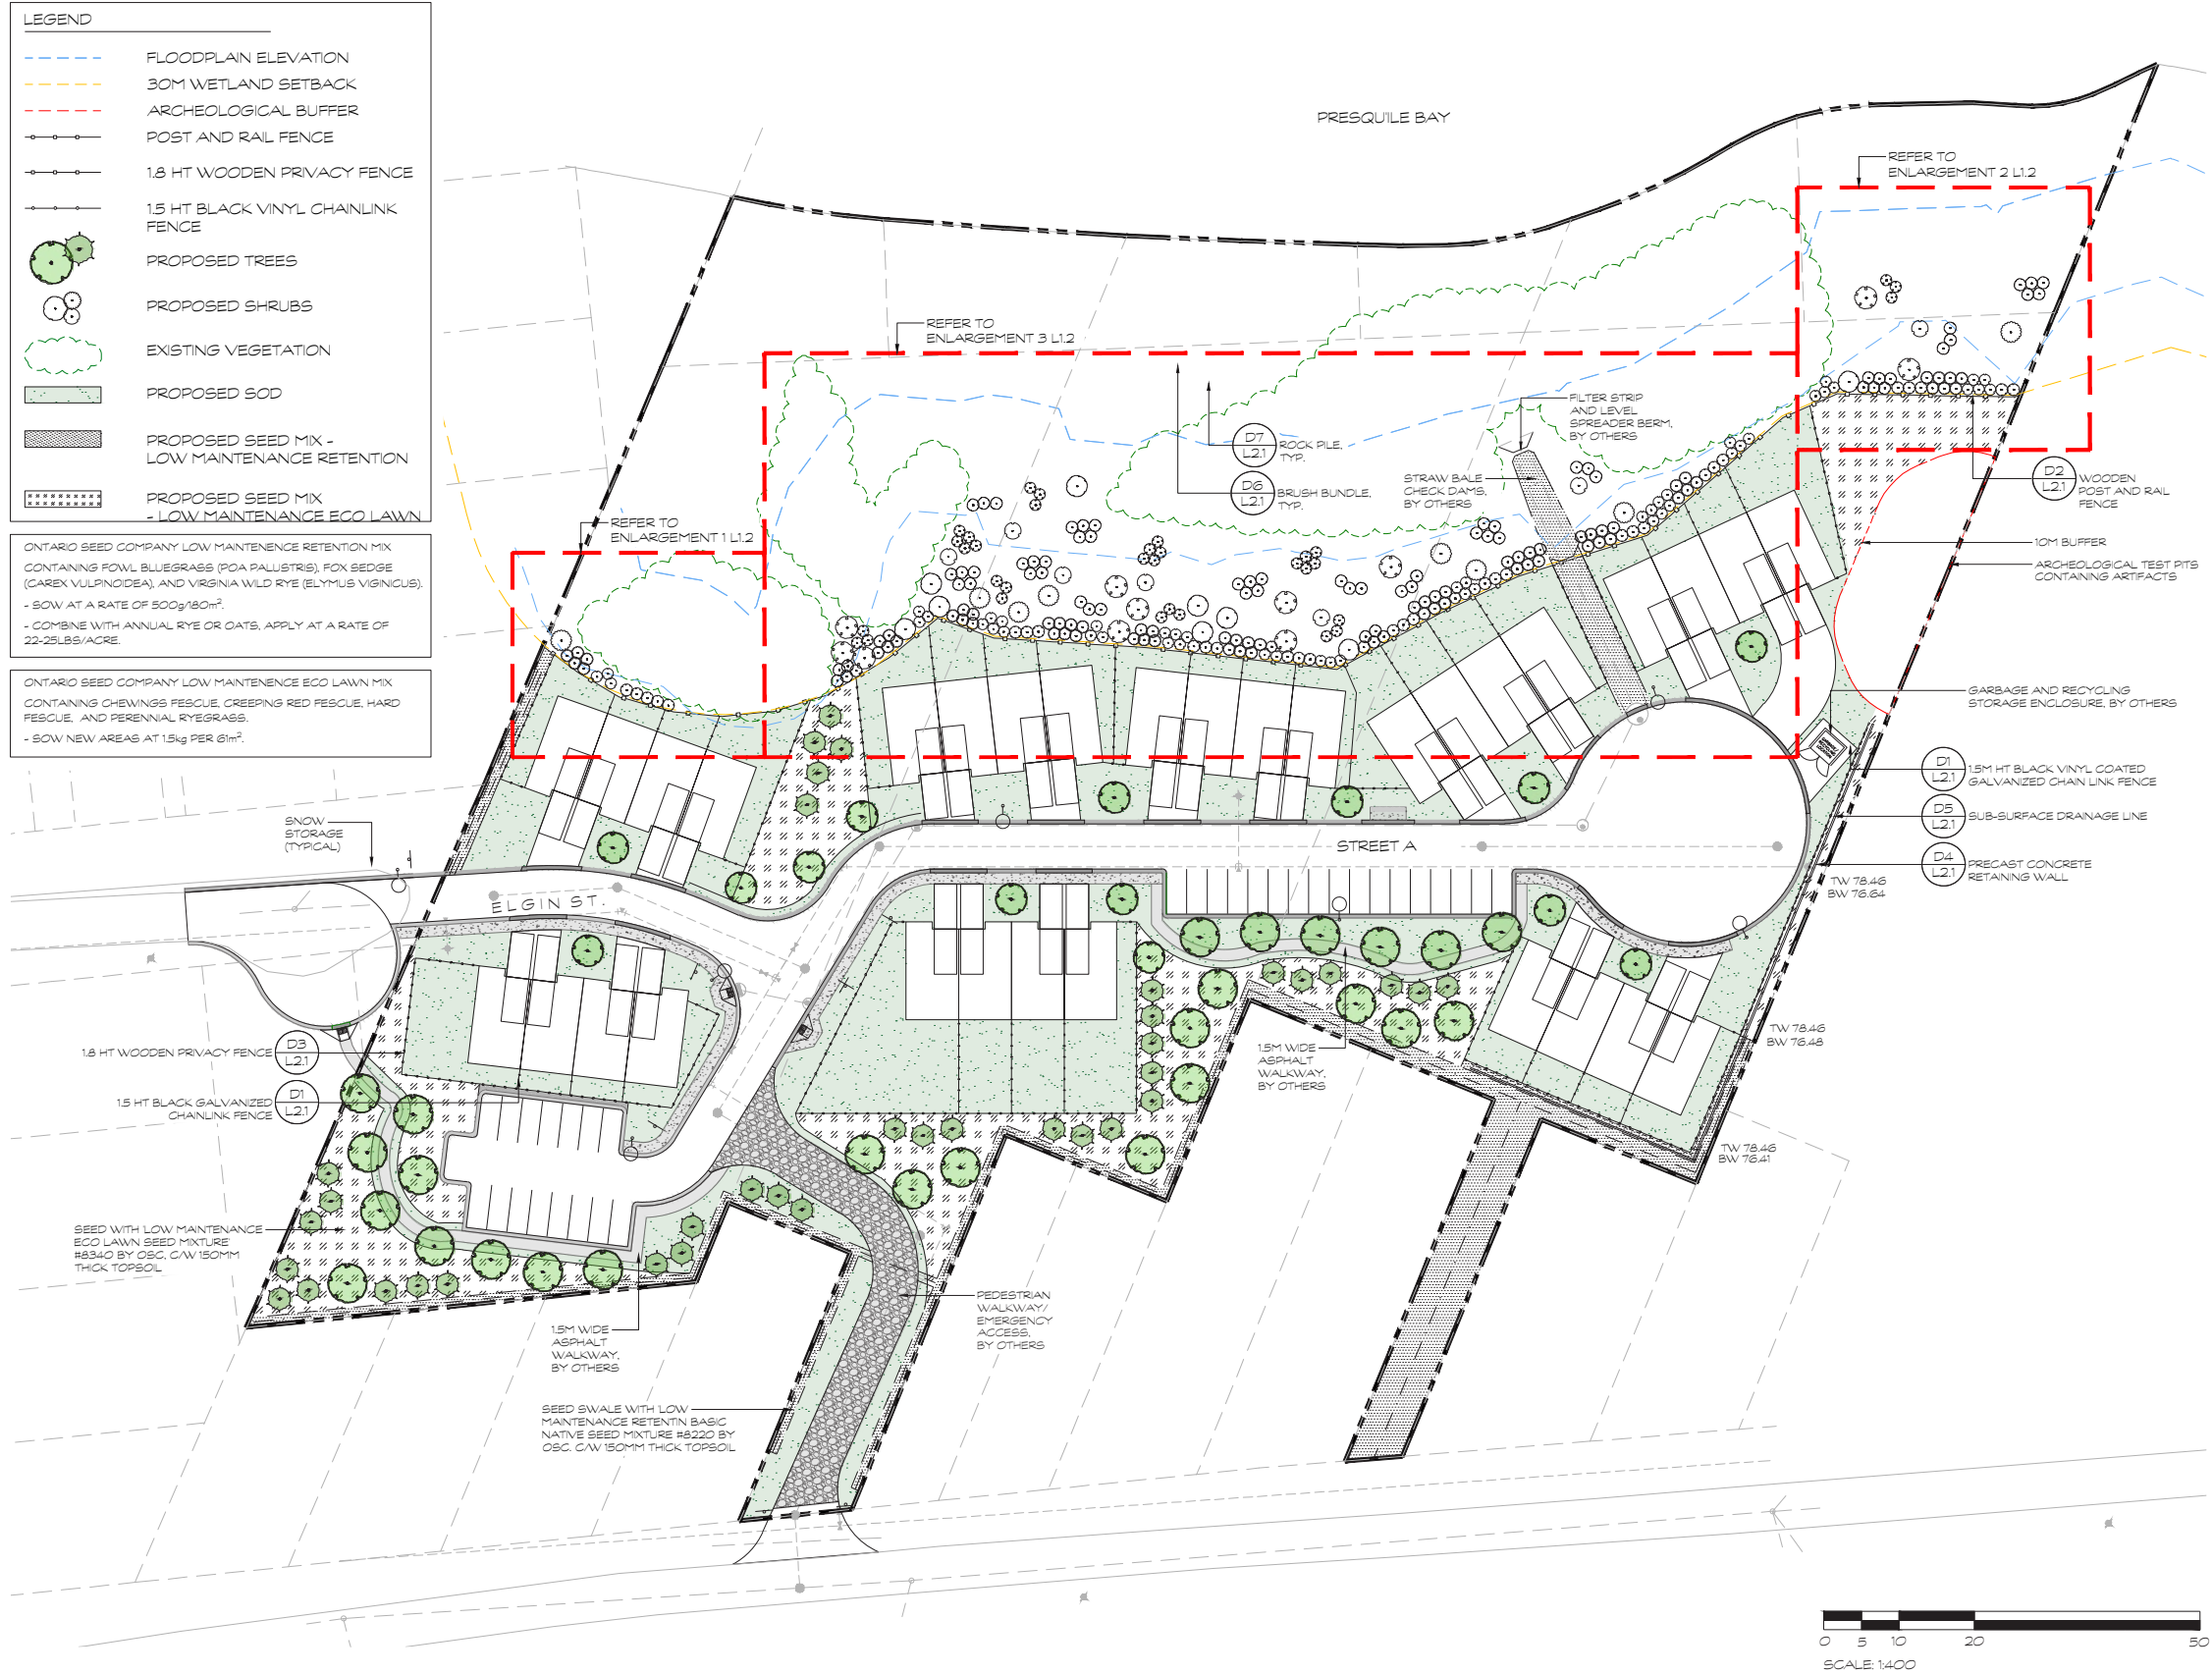 LEGEND
FLOODPLAIN ELEVATION
30M WETLAND SETBACK
ARCHEOLOGICAL BUFFER
POST AND RAIL FENCE
1.8 HT WOODEN PRIVACY FENCE
1.5 HT BLACK VINYL CHAINLINK
FENCE
PROPOSED TREES
PROPOSED SHRUBS
EXISTING VEGETATION
PROPOSED SOD
PROPOSED SEED MIX -
LOW MAINTENANCE RETENTION
PROPOSED SEED MIX
- LOW MAINTENANCE ECO LAWN
ONTARIO SEED COMPANY LOW MAINTENENCE RETENTION MIX
CONTAINING FOWL BLUEGRASS (POA PALUSTRIS), FOX SEDGE
(CAREX VULPINOIDEA), AND VIRGINIA WILD RYE (ELYMUS VIGINICUS).
- SOW AT A RATE OF 500g/180m².
- COMBINE WITH ANNUAL RYE OR OATS, APPLY AT A RATE OF
22-25LBS/ACRE.
ONTARIO SEED COMPANY LOW MAINTENENCE ECO LAWN MIX
CONTAINING CHEWINGS FESCUE, CREEPING RED FESCUE, HARD
FESCUE, AND PERENNIAL RYEGRASS.
- SOW NEW AREAS AT 1.5kg PER 61m².
PRESQU'ILE BAY
REFER TO
ENLARGEMENT 2 L1.2
REFER TO
ENLARGEMENT 3 L1.2
REFER TO
ENLARGEMENT 1 L1.2
FILTER STRIP
AND LEVEL
SPREADER BERM,
BY OTHERS
D7
L2.1
ROCK PILE,
TYP.
D6
L2.1
BRUSH BUNDLE,
TYP.
STRAW BALE
CHECK DAMS,
BY OTHERS
D2
L2.1
WOODEN
POST AND RAIL
FENCE
10M BUFFER
ARCHEOLOGICAL TEST PITS
CONTAINING ARTIFACTS
GARBAGE AND RECYCLING
STORAGE ENCLOSURE, BY OTHERS
D1
L2.1
1.5M HT BLACK VINYL COATED
GALVANIZED CHAIN LINK FENCE
D5
L2.1
SUB-SURFACE DRAINAGE LINE
D4
L2.1
PRECAST CONCRETE
RETAINING WALL
TW 78.46
BW 76.64
SNOW
STORAGE
(TYPICAL)
STREET A
ELGIN ST.
TW 78.46
BW 76.48
1.8 HT WOODEN PRIVACY FENCE
D3
L2.1
1.5 HT BLACK GALVANIZED
CHAINLINK FENCE
D1
L2.1
1.5M WIDE
ASPHALT
WALKWAY,
BY OTHERS
TW 78.46
BW 76.41
SEED WITH 'LOW MAINTENANCE
ECO LAWN SEED MIXTURE'
#8340 BY OSC, C/W 150MM
THICK TOPSOIL
PEDESTRIAN
WALKWAY/
EMERGENCY
ACCESS,
BY OTHERS
1.5M WIDE
ASPHALT
WALKWAY,
BY OTHERS
SEED SWALE WITH 'LOW
MAINTENANCE RETENTIN BASIC
NATIVE SEED MIXTURE #8220 BY
OSC. C/W 150MM THICK TOPSOIL
0 5 10 20 50
SCALE: 1:400